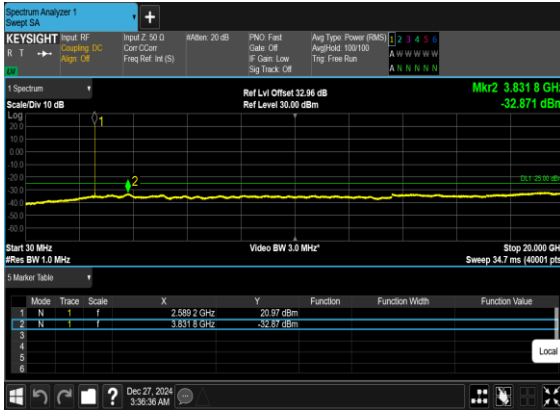 Spectrum Analyzer 1
Swept SA
+
KEYSIGHT Input: RF Input Z: 50 Ω #Atten: 20 dB PNO: Fast Avg Type: Power (RMS) 1 2 3 4 5 6
R T Coupling: DC Corr CCorr Gate: Off Avg|Hold: 100/100 A W W W W W
Align: Off Freq Ref: Int (S) IF Gain: Low Trig: Free Run
LXI Sig Track: Off A N N N N N
1 Spectrum Ref Lvl Offset 32.96 dB Mkr2 3.831 8 GHz
Scale/Div 10 dB Ref Level 30.00 dBm -32.871 dBm
Log
1
20.0
10.0
0.00
-10.0
-20.0 DL1 -25.00 dBm
2
-30.0
-40.0
-50.0
-60.0
Start 30 MHz Video BW 3.0 MHz* Stop 20.000 GHz
#Res BW 1.0 MHz Sweep 34.7 ms (40001 pts)
5 Marker Table
Mode Trace Scale X Y Function Function Width Function Value
1 N 1 f 2.589 2 GHz 20.97 dBm
2 N 1 f 3.831 8 GHz -32.87 dBm
3
4
5
6
Local
? Dec 27, 2024
3:36:36 AM